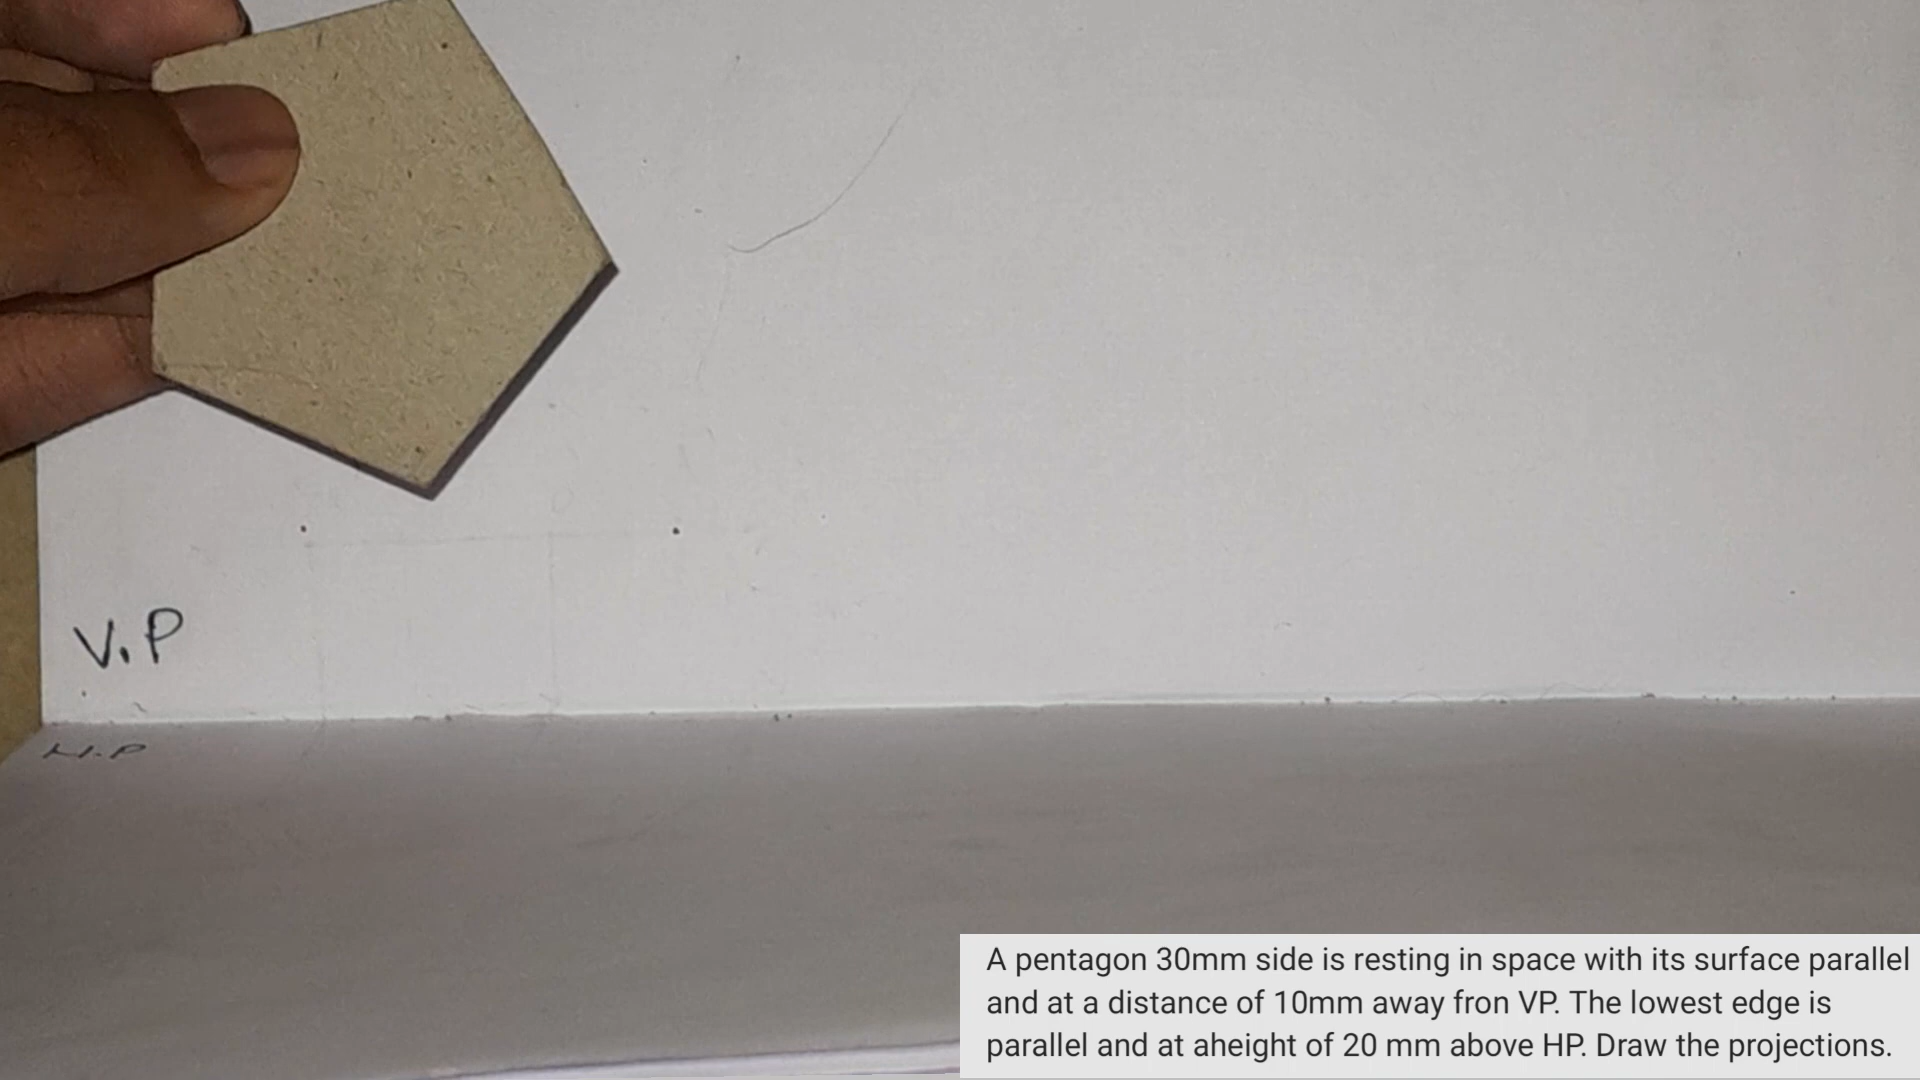 V.P
H.P
A pentagon 30mm side is resting in space with its surface parallel
and at a distance of 10mm away fron VP. The lowest edge is
parallel and at aheight of 20 mm above HP. Draw the projections.